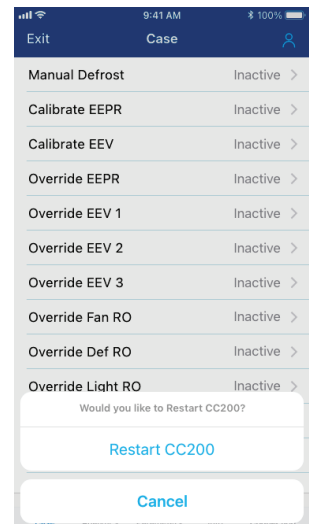 9:41 AM
100%
Exit
Case
Manual Defrost Inactive
Calibrate EEPR Inactive
Calibrate EEV Inactive
Override EEPR Inactive
Override EEV 1 Inactive
Override EEV 2 Inactive
Override EEV 3 Inactive
Override Fan RO Inactive
Override Def RO Inactive
Override Light RO Inactive
Would you like to Restart CC200?
Restart CC200
Cancel